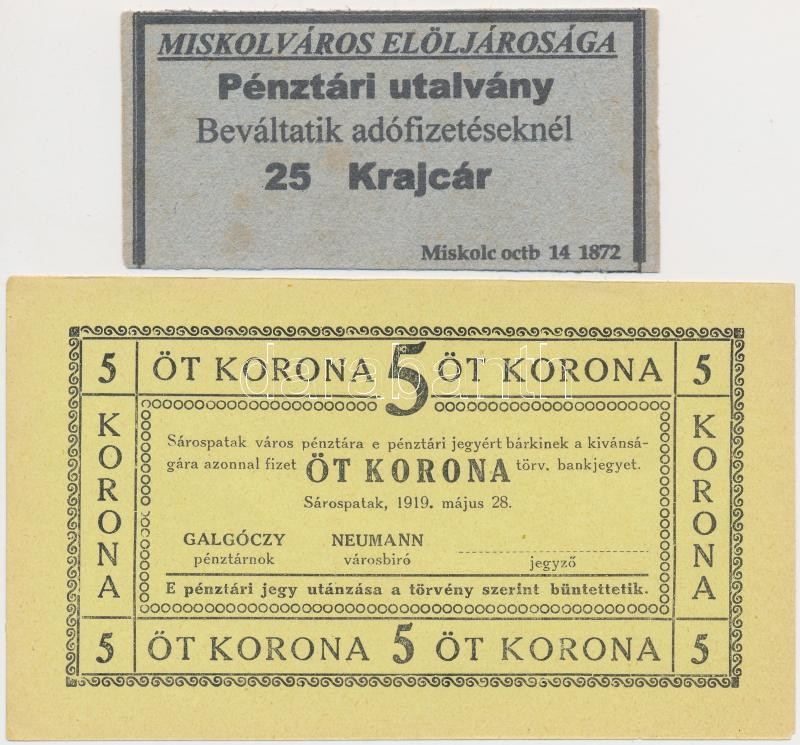 MISKOLVÁROS ELÖLJÁROSÁGA
Pénztári utalvány
Beváltatik adófizetéseknél
25 Krajcár
Miskolc octb 14 1872
5 ÖT KORONA 5 ÖT KORONA 5
darabanth
KORONA
Sárospatak város pénztára e pénztári jegyért bárkinek a kivánsá-
gára azonnal fizet ÖT KORONA törv. bankjegyet.
Sárospatak, 1919. május 28.
GALGÓCZY NEUMANN
pénztárnok városbiró jegyző
E pénztári jegy utánzása a törvény szerint büntettetik.
KORONA
5 ÖT KORONA 5 ÖT KORONA 5